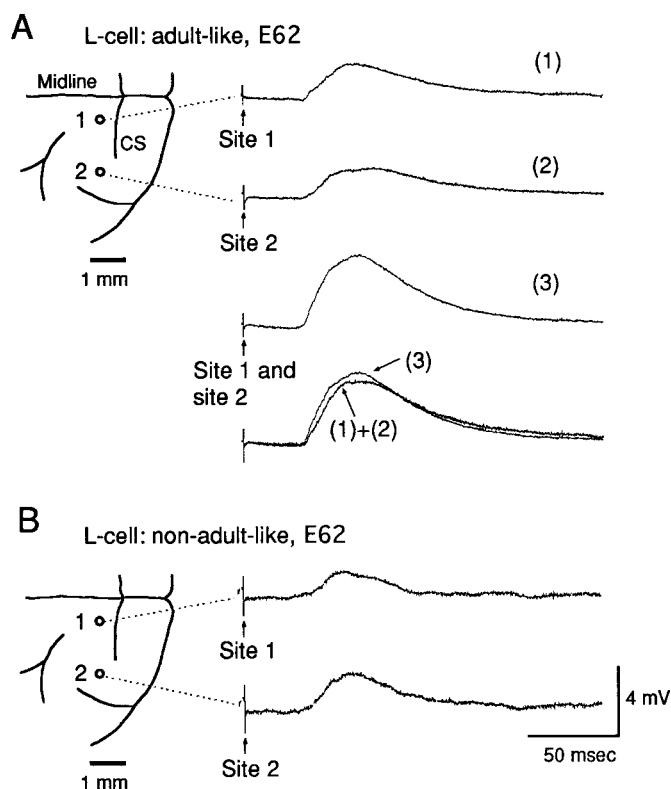 A
L-cell: adult-like, E62
Midline
1
CS
2
1 mm
(1)
Site 1
(2)
Site 2
(3)
Site 1 and
site 2
(3)
(1)+(2)
B
L-cell: non-adult-like, E62
1
2
1 mm
Site 1
Site 2
4 mV
50 msec